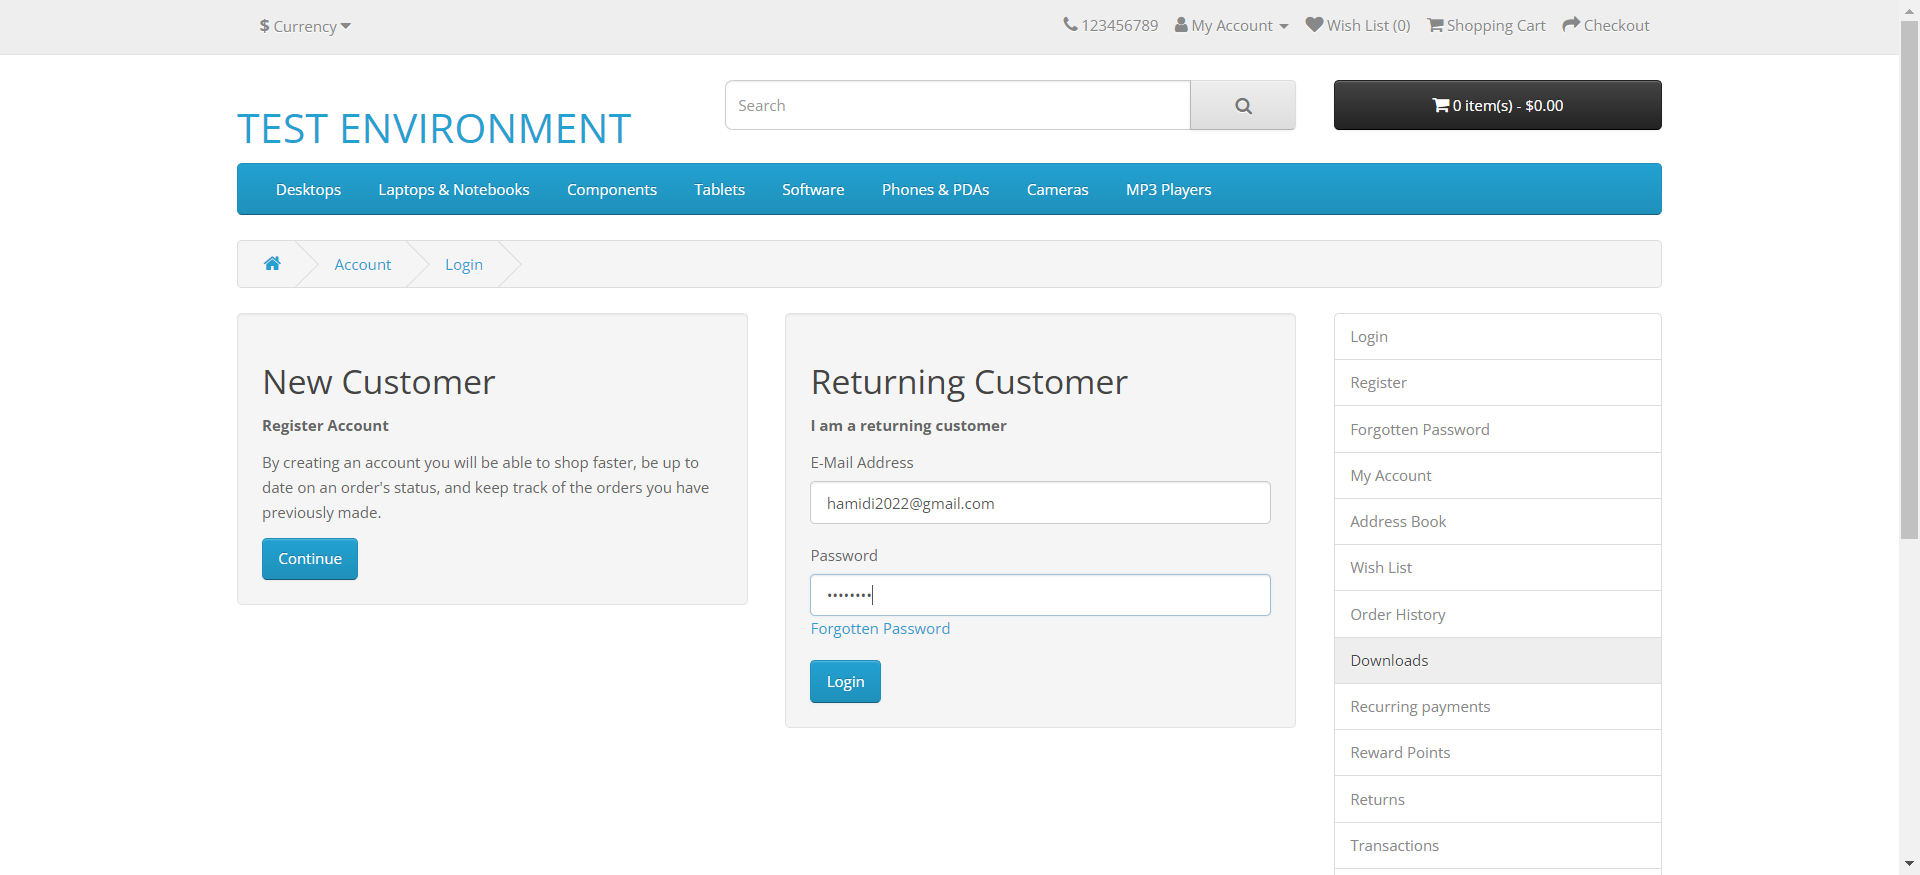 $ Currency
123456789 My Account Wish List (0) Shopping Cart Checkout
TEST ENVIRONMENT
Search
0 item(s) - $0.00
Desktops Laptops & Notebooks Components Tablets Software Phones & PDAs Cameras MP3 Players
Account Login
New Customer
Register Account
By creating an account you will be able to shop faster, be up to
date on an order's status, and keep track of the orders you have
previously made.
Continue
Returning Customer
I am a returning customer
E-Mail Address
hamidi2022@gmail.com
Password
••••••••
Forgotten Password
Login
Login
Register
Forgotten Password
My Account
Address Book
Wish List
Order History
Downloads
Recurring payments
Reward Points
Returns
Transactions